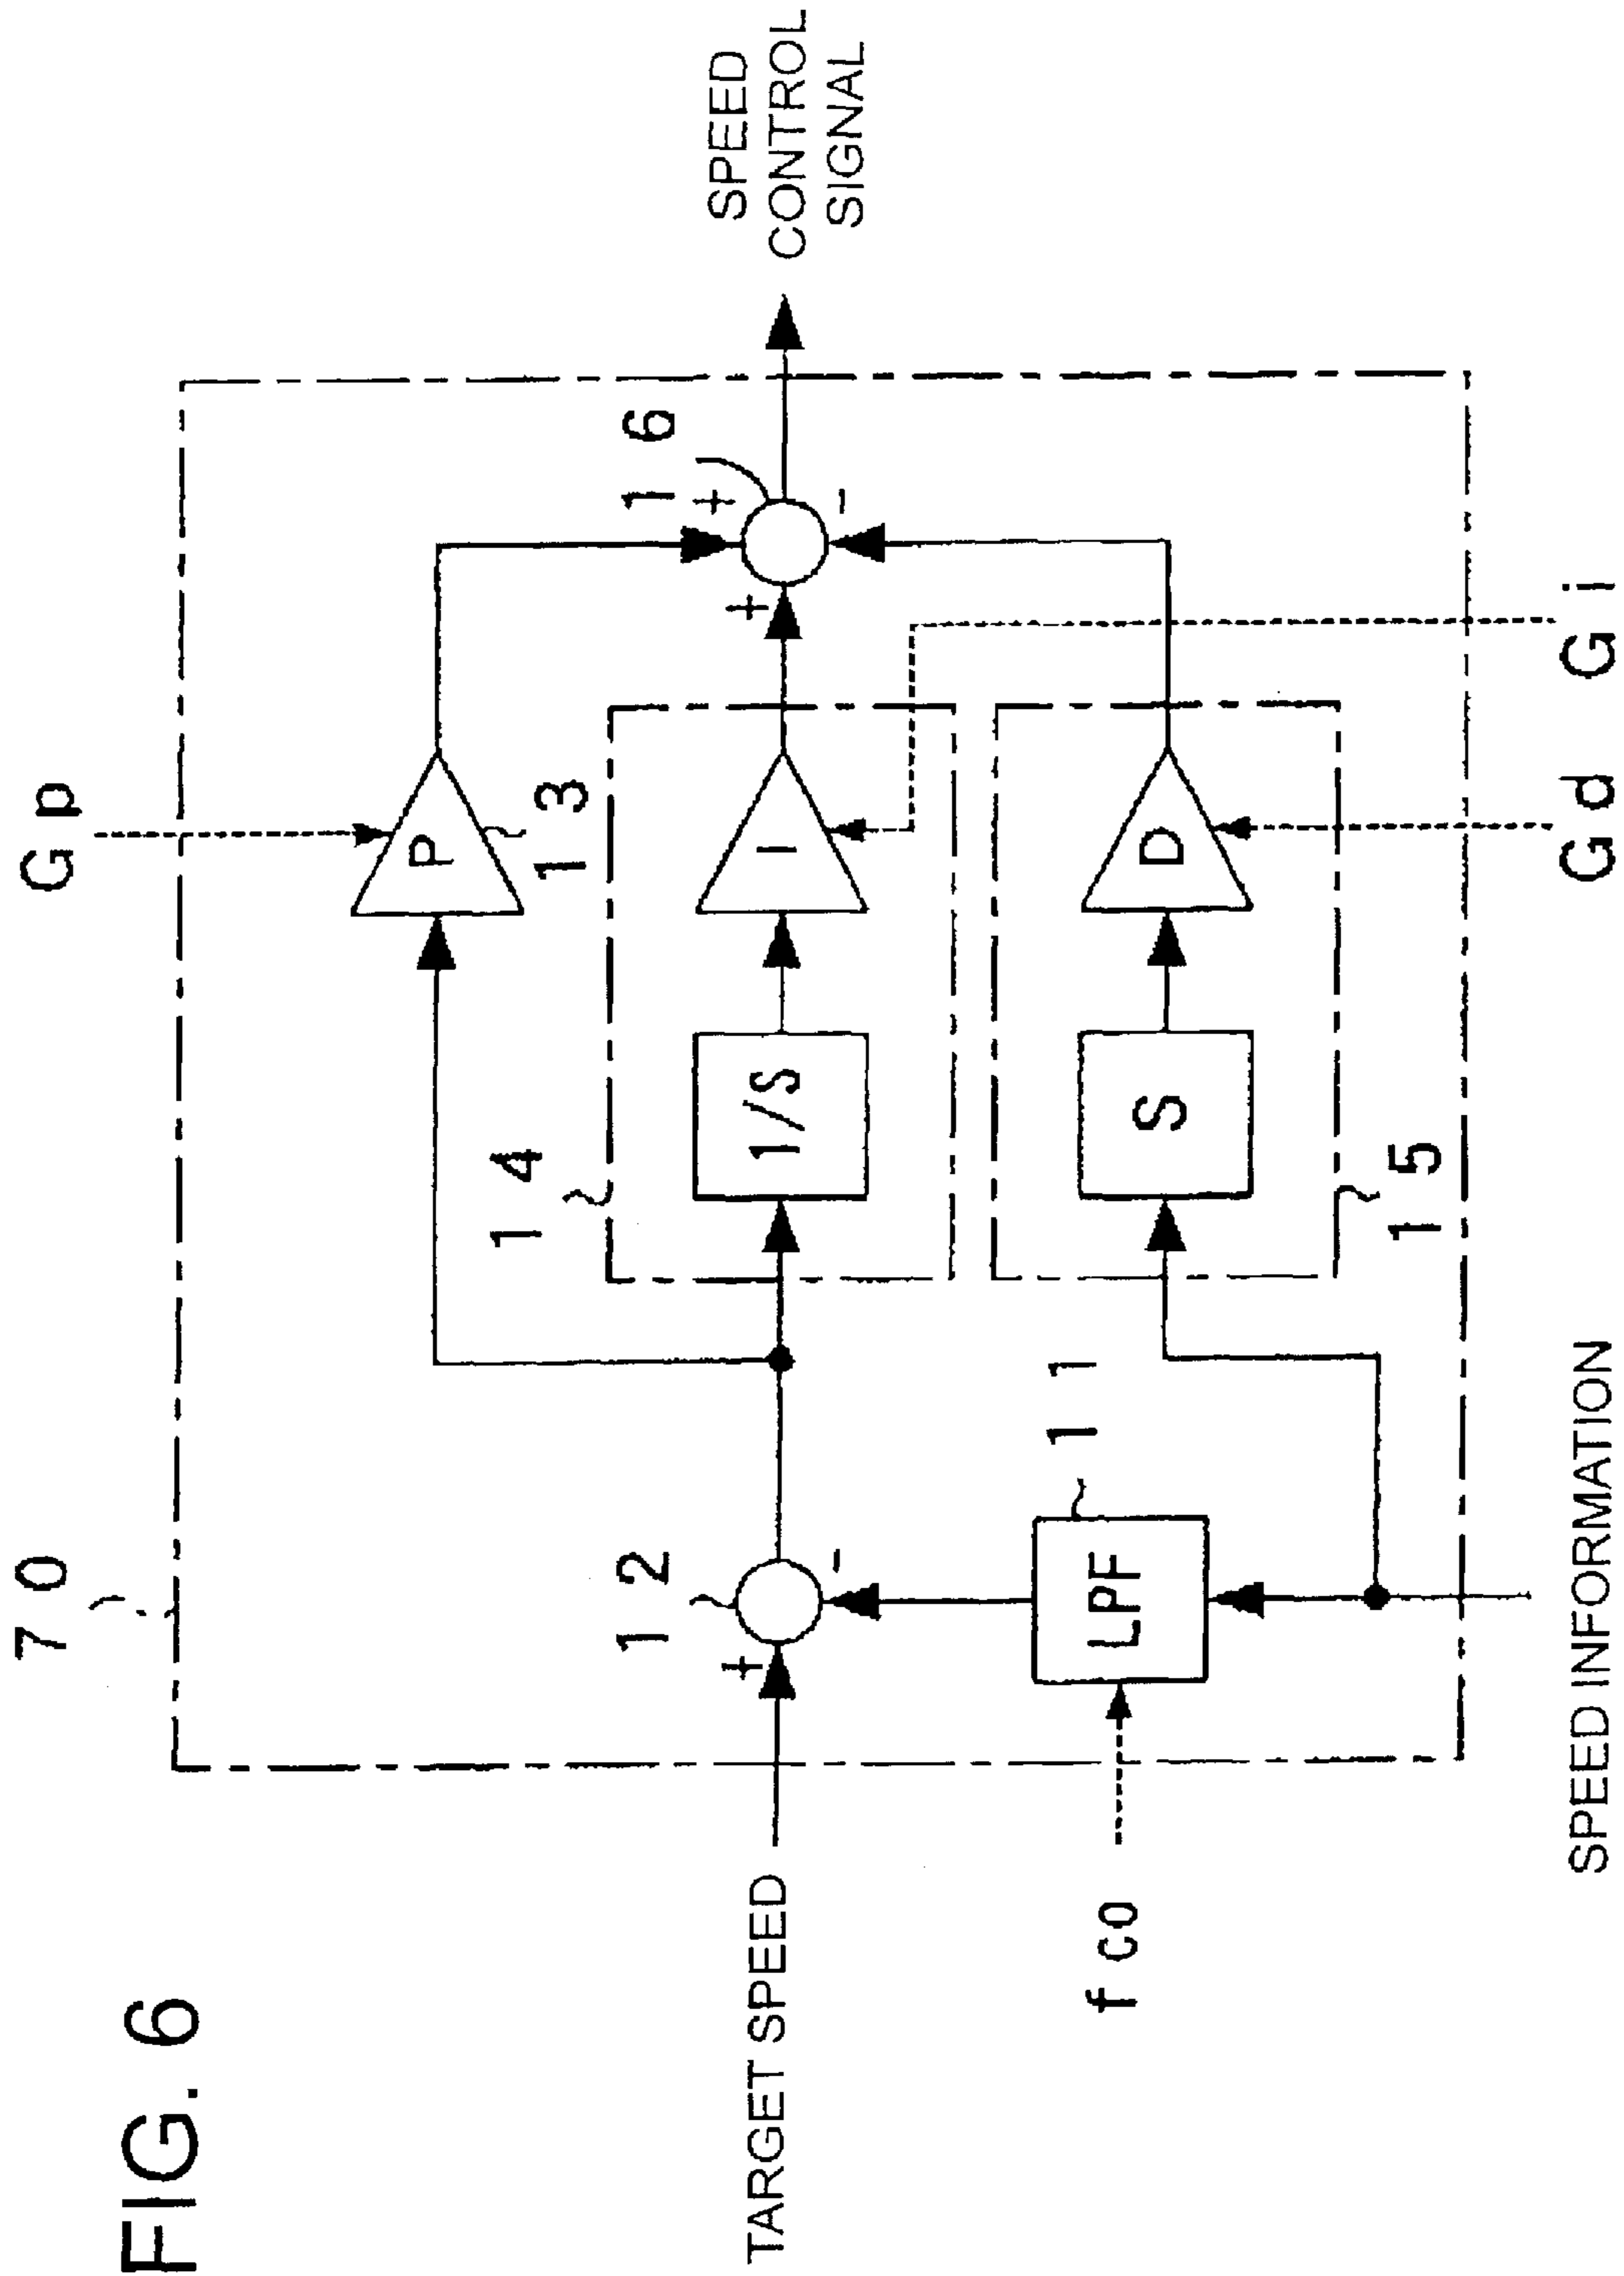 FIG. 6
7 0
G p
TARGET SPEED
+
1 2
-
P
1 3
1 4
1/S
I
+
1 6
+
-
SPEED
CONTROL
SIGNAL
f c0
LPF
1 1
S
D
1 5
SPEED INFORMATION
G d
G i